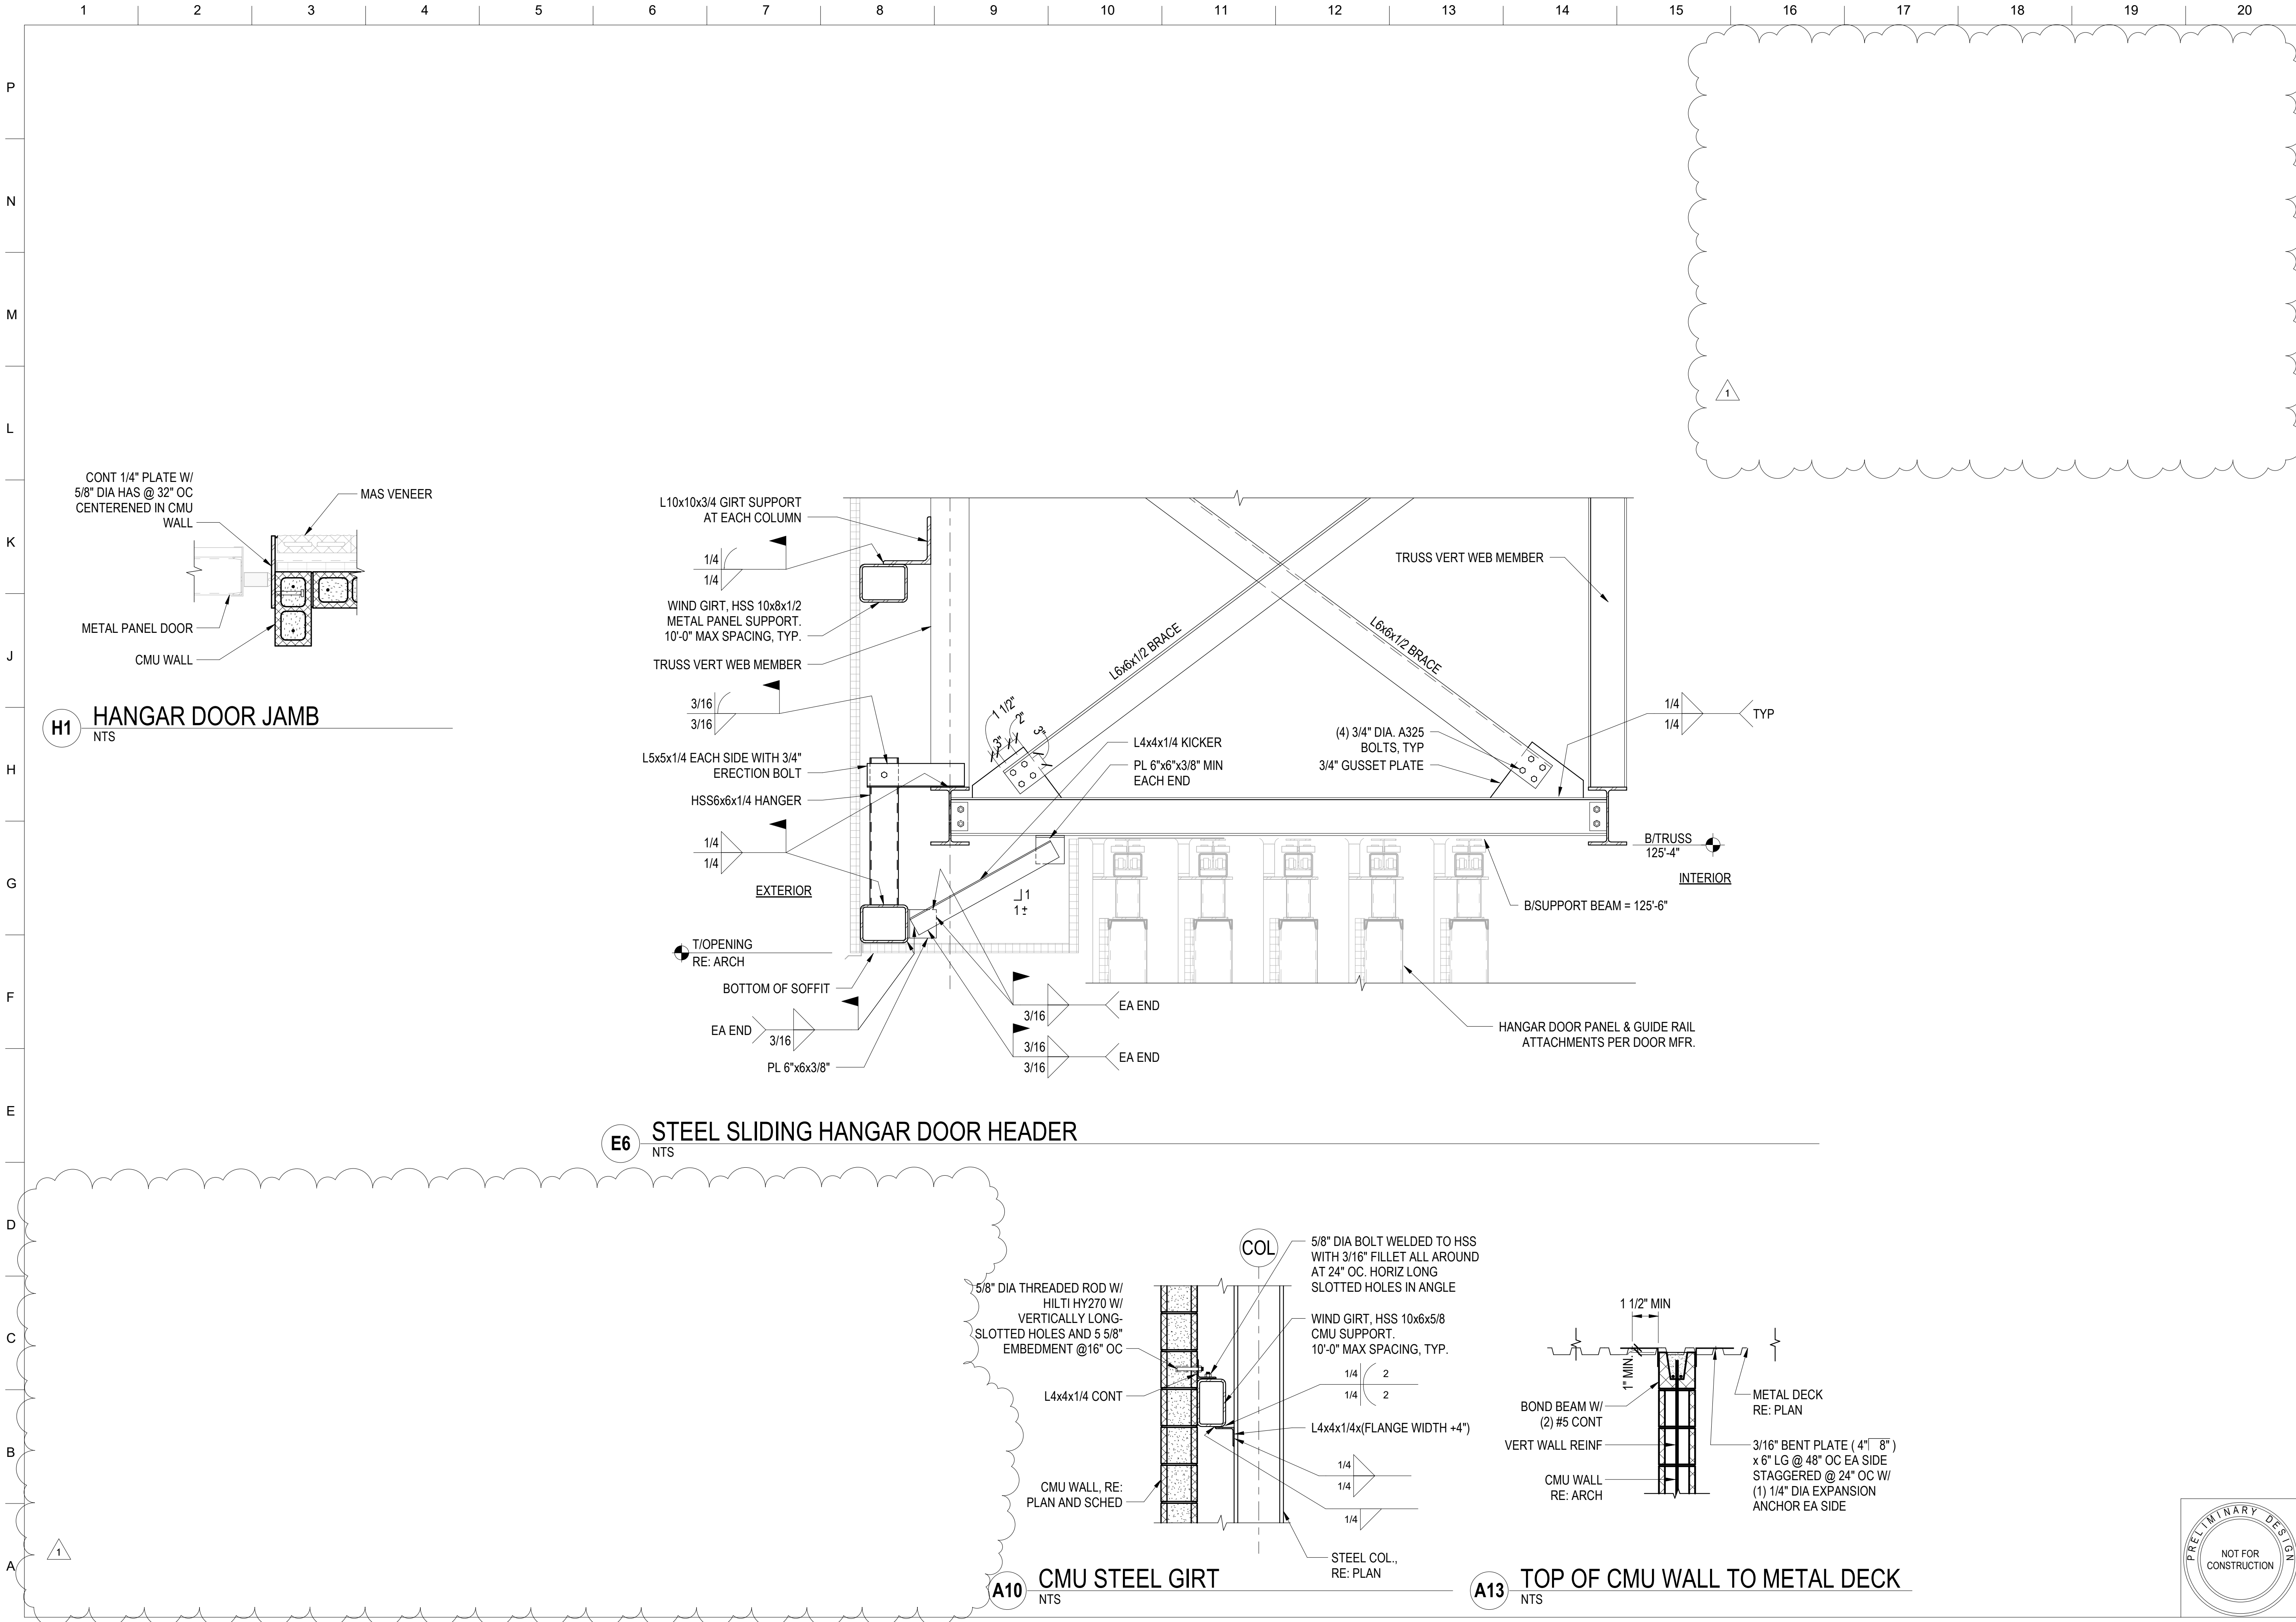 1 2 3 4 5 6 7 8 9 10 11 12 13 14 15 16 17 18 19 20
P
N
M
L
K
J
H
G
F
E
D
C
B
A
1
CONT 1/4" PLATE W/
5/8" DIA HAS @ 32" OC
CENTERENED IN CMU
WALL
MAS VENEER
METAL PANEL DOOR
CMU WALL
H1 HANGAR DOOR JAMB
NTS
L10x10x3/4 GIRT SUPPORT
AT EACH COLUMN
1/4
1/4
WIND GIRT, HSS 10x8x1/2
METAL PANEL SUPPORT.
10'-0" MAX SPACING, TYP.
TRUSS VERT WEB MEMBER
3/16
3/16
L5x5x1/4 EACH SIDE WITH 3/4"
ERECTION BOLT
HSS6x6x1/4 HANGER
1/4
1/4
EXTERIOR
T/OPENING
RE: ARCH
BOTTOM OF SOFFIT
EA END
3/16
PL 6"x6x3/8"
L6x6x1/2 BRACE
L6x6x1/2 BRACE
1 1/2"
2"
3"
3"
L4x4x1/4 KICKER
PL 6"x6"x3/8" MIN
EACH END
(4) 3/4" DIA. A325
BOLTS, TYP
3/4" GUSSET PLATE
TRUSS VERT WEB MEMBER
1/4
1/4
TYP
B/TRUSS
125'-4"
INTERIOR
B/SUPPORT BEAM = 125'-6"
1
1±
3/16
EA END
3/16
3/16
EA END
HANGAR DOOR PANEL & GUIDE RAIL
ATTACHMENTS PER DOOR MFR.
E6 STEEL SLIDING HANGAR DOOR HEADER
NTS
1
COL
5/8" DIA THREADED ROD W/
HILTI HY270 W/
VERTICALLY LONG-
SLOTTED HOLES AND 5 5/8"
EMBEDMENT @16" OC
L4x4x1/4 CONT
CMU WALL, RE:
PLAN AND SCHED
5/8" DIA BOLT WELDED TO HSS
WITH 3/16" FILLET ALL AROUND
AT 24" OC. HORIZ LONG
SLOTTED HOLES IN ANGLE
WIND GIRT, HSS 10x6x5/8
CMU SUPPORT.
10'-0" MAX SPACING, TYP.
1/4 2
1/4 2
L4x4x1/4x(FLANGE WIDTH +4")
1/4
1/4
1/4
STEEL COL.,
RE: PLAN
A10 CMU STEEL GIRT
NTS
1 1/2" MIN
1" MIN.
BOND BEAM W/
(2) #5 CONT
VERT WALL REINF
CMU WALL
RE: ARCH
METAL DECK
RE: PLAN
3/16" BENT PLATE ( 4" 8" )
x 6" LG @ 48" OC EA SIDE
STAGGERED @ 24" OC W/
(1) 1/4" DIA EXPANSION
ANCHOR EA SIDE
A13 TOP OF CMU WALL TO METAL DECK
NTS
PRELIMINARY DESIGN
NOT FOR
CONSTRUCTION